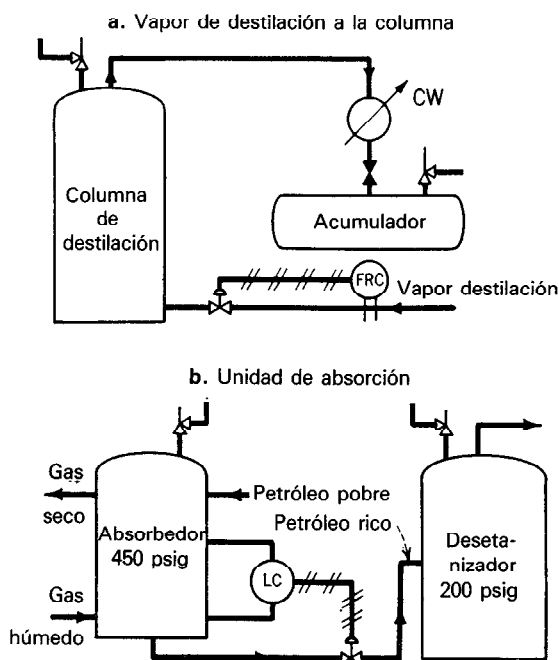 a. Vapor de destilación a la columna
CW
Columna
de
destilación
Acumulador
FRC
Vapor destilación
b. Unidad de absorción
Gas
seco
Petróleo pobre
Petróleo rico
Absorbedor
450 psig
LC
Deseta-
nizador
200 psig
Gas
húmedo